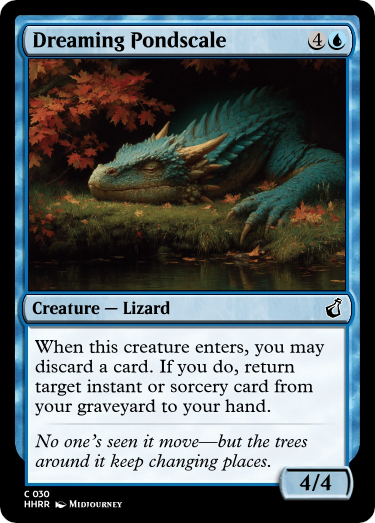 Dreaming Pondscale 4
Creature — Lizard
When this creature enters, you may
discard a card. If you do, return
target instant or sorcery card from
your graveyard to your hand.
No one's seen it move—but the trees
around it keep changing places.
4/4
C 030
HHRR Midjourney